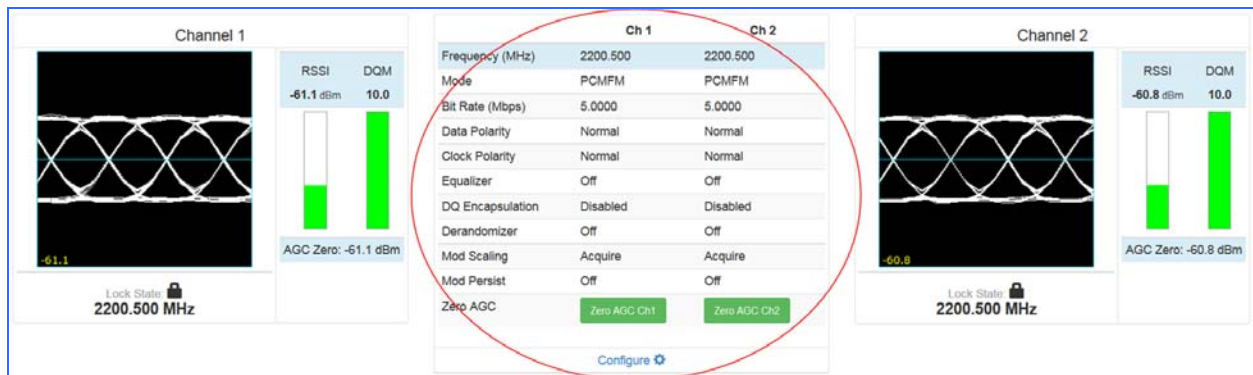 Channel 1
RSSI DQM
-61.1 dBm 10.0
-61.1
AGC Zero: -61.1 dBm
Lock State:
2200.500 MHz
Ch 1 Ch 2
Frequency (MHz) 2200.500 2200.500
Mode PCMFM PCMFM
Bit Rate (Mbps) 5.0000 5.0000
Data Polarity Normal Normal
Clock Polarity Normal Normal
Equalizer Off Off
DQ Encapsulation Disabled Disabled
Derandomizer Off Off
Mod Scaling Acquire Acquire
Mod Persist Off Off
Zero AGC Zero AGC Ch1 Zero AGC Ch2
Configure
Channel 2
RSSI DQM
-60.8 dBm 10.0
-60.8
AGC Zero: -60.8 dBm
Lock State:
2200.500 MHz